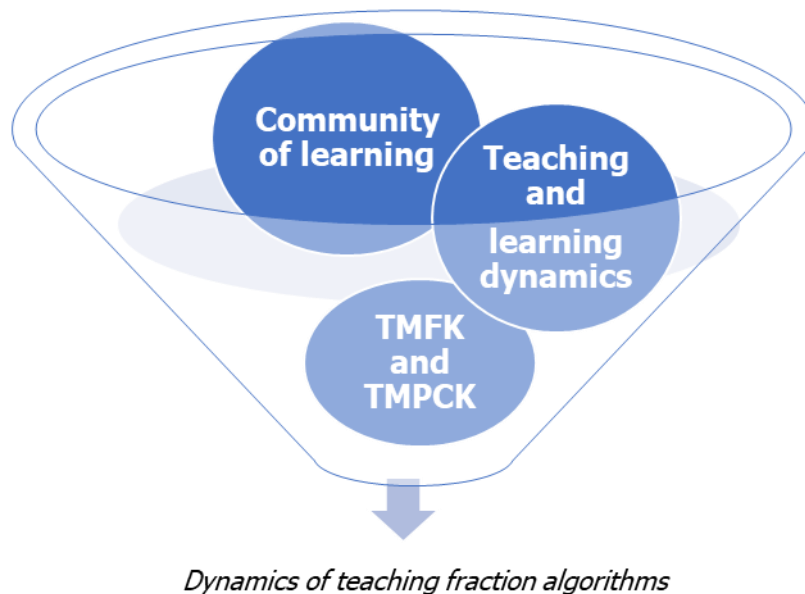 Community
of learning
Teaching
and
learning
dynamics
TMFK
and
TMPCK
Dynamics of teaching fraction algorithms